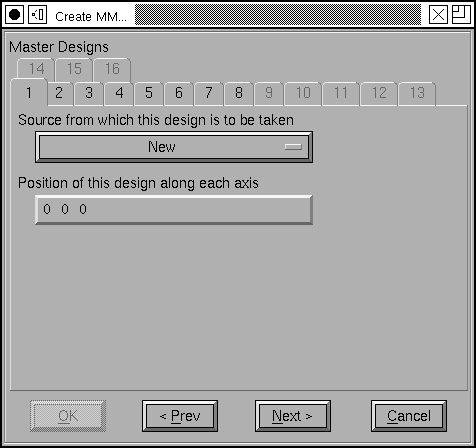 Create MM...
Master Designs
14 15 16
1 2 3 4 5 6 7 8 9 10 11 12 13
Source from which this design is to be taken
New
Position of this design along each axis
0 0 0
OK < Prev Next > Cancel